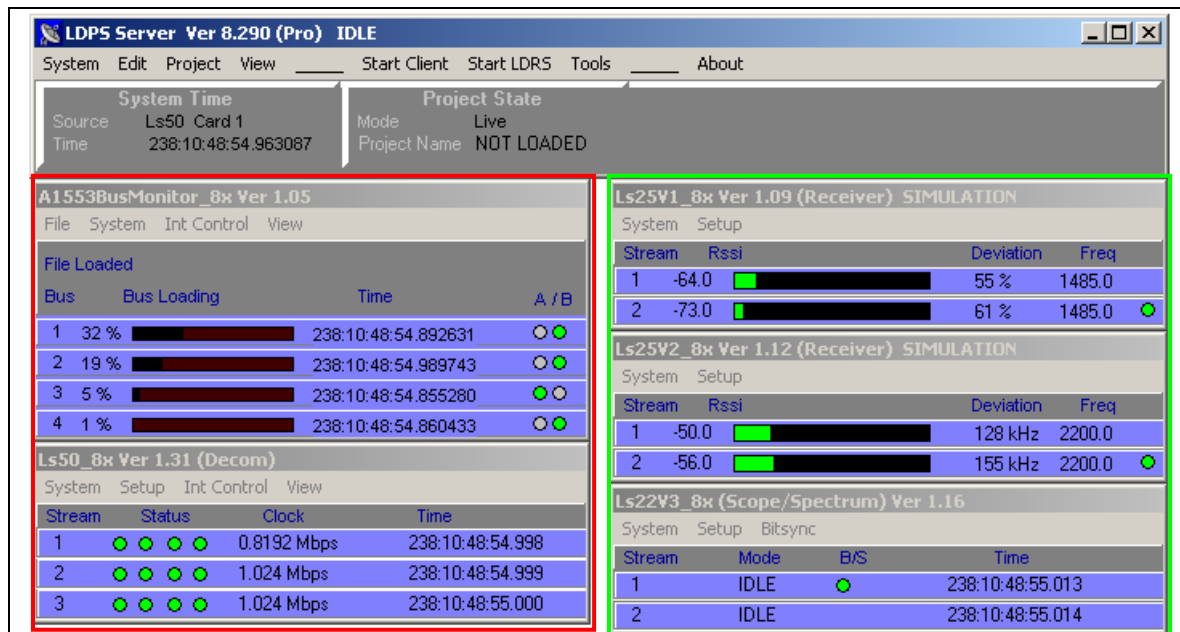 LDPS Server Ver 8.290 (Pro) IDLE
System Edit Project View _____ Start Client Start LDRS Tools _____ About
System Time
Source Ls50 Card 1
Time 238:10:48:54.963087
Project State
Mode Live
Project Name NOT LOADED
A1553BusMonitor_8x Ver 1.05
File System Int Control View
File Loaded
Bus Bus Loading Time A / B
1 32 % 238:10:48:54.892631
2 19 % 238:10:48:54.989743
3 5 % 238:10:48:54.855280
4 1 % 238:10:48:54.860433
Ls50_8x Ver 1.31 (Decom)
System Setup Int Control View
Stream Status Clock Time
1 0.8192 Mbps 238:10:48:54.998
2 1.024 Mbps 238:10:48:54.999
3 1.024 Mbps 238:10:48:55.000
Ls25V1_8x Ver 1.09 (Receiver) SIMULATION
System Setup
Stream Rssi Deviation Freq
1 -64.0 55 % 1485.0
2 -73.0 61 % 1485.0
Ls25V2_8x Ver 1.12 (Receiver) SIMULATION
System Setup
Stream Rssi Deviation Freq
1 -50.0 128 kHz 2200.0
2 -56.0 155 kHz 2200.0
Ls22V3_8x (Scope/Spectrum) Ver 1.16
System Setup Bitsync
Stream Mode B/S Time
1 IDLE 238:10:48:55.013
2 IDLE 238:10:48:55.014